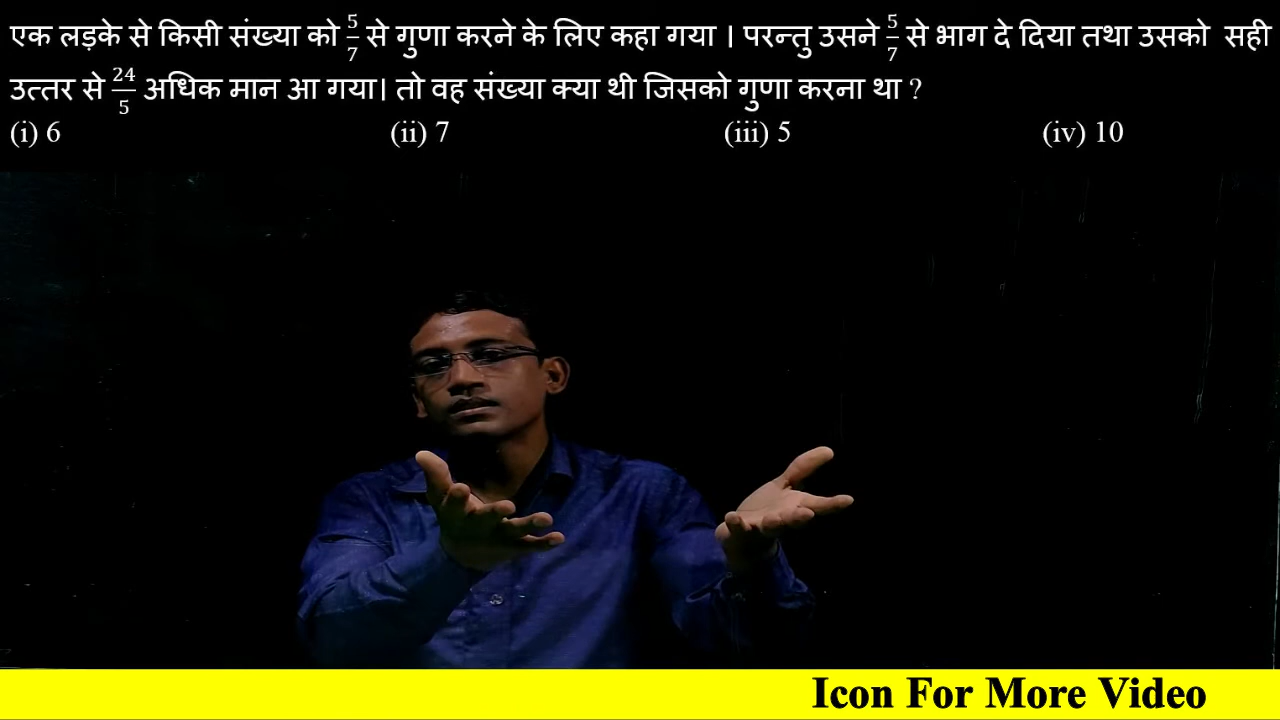 एक लड़के से किसी संख्या को 5/7 से गुणा करने के लिए कहा गया । परन्तु उसने 5/7 से भाग दे दिया तथा उसको सही
उत्तर से 24/5 अधिक मान आ गया। तो वह संख्या क्या थी जिसको गुणा करना था ?
(i) 6 (ii) 7 (iii) 5 (iv) 10
Icon For More Video